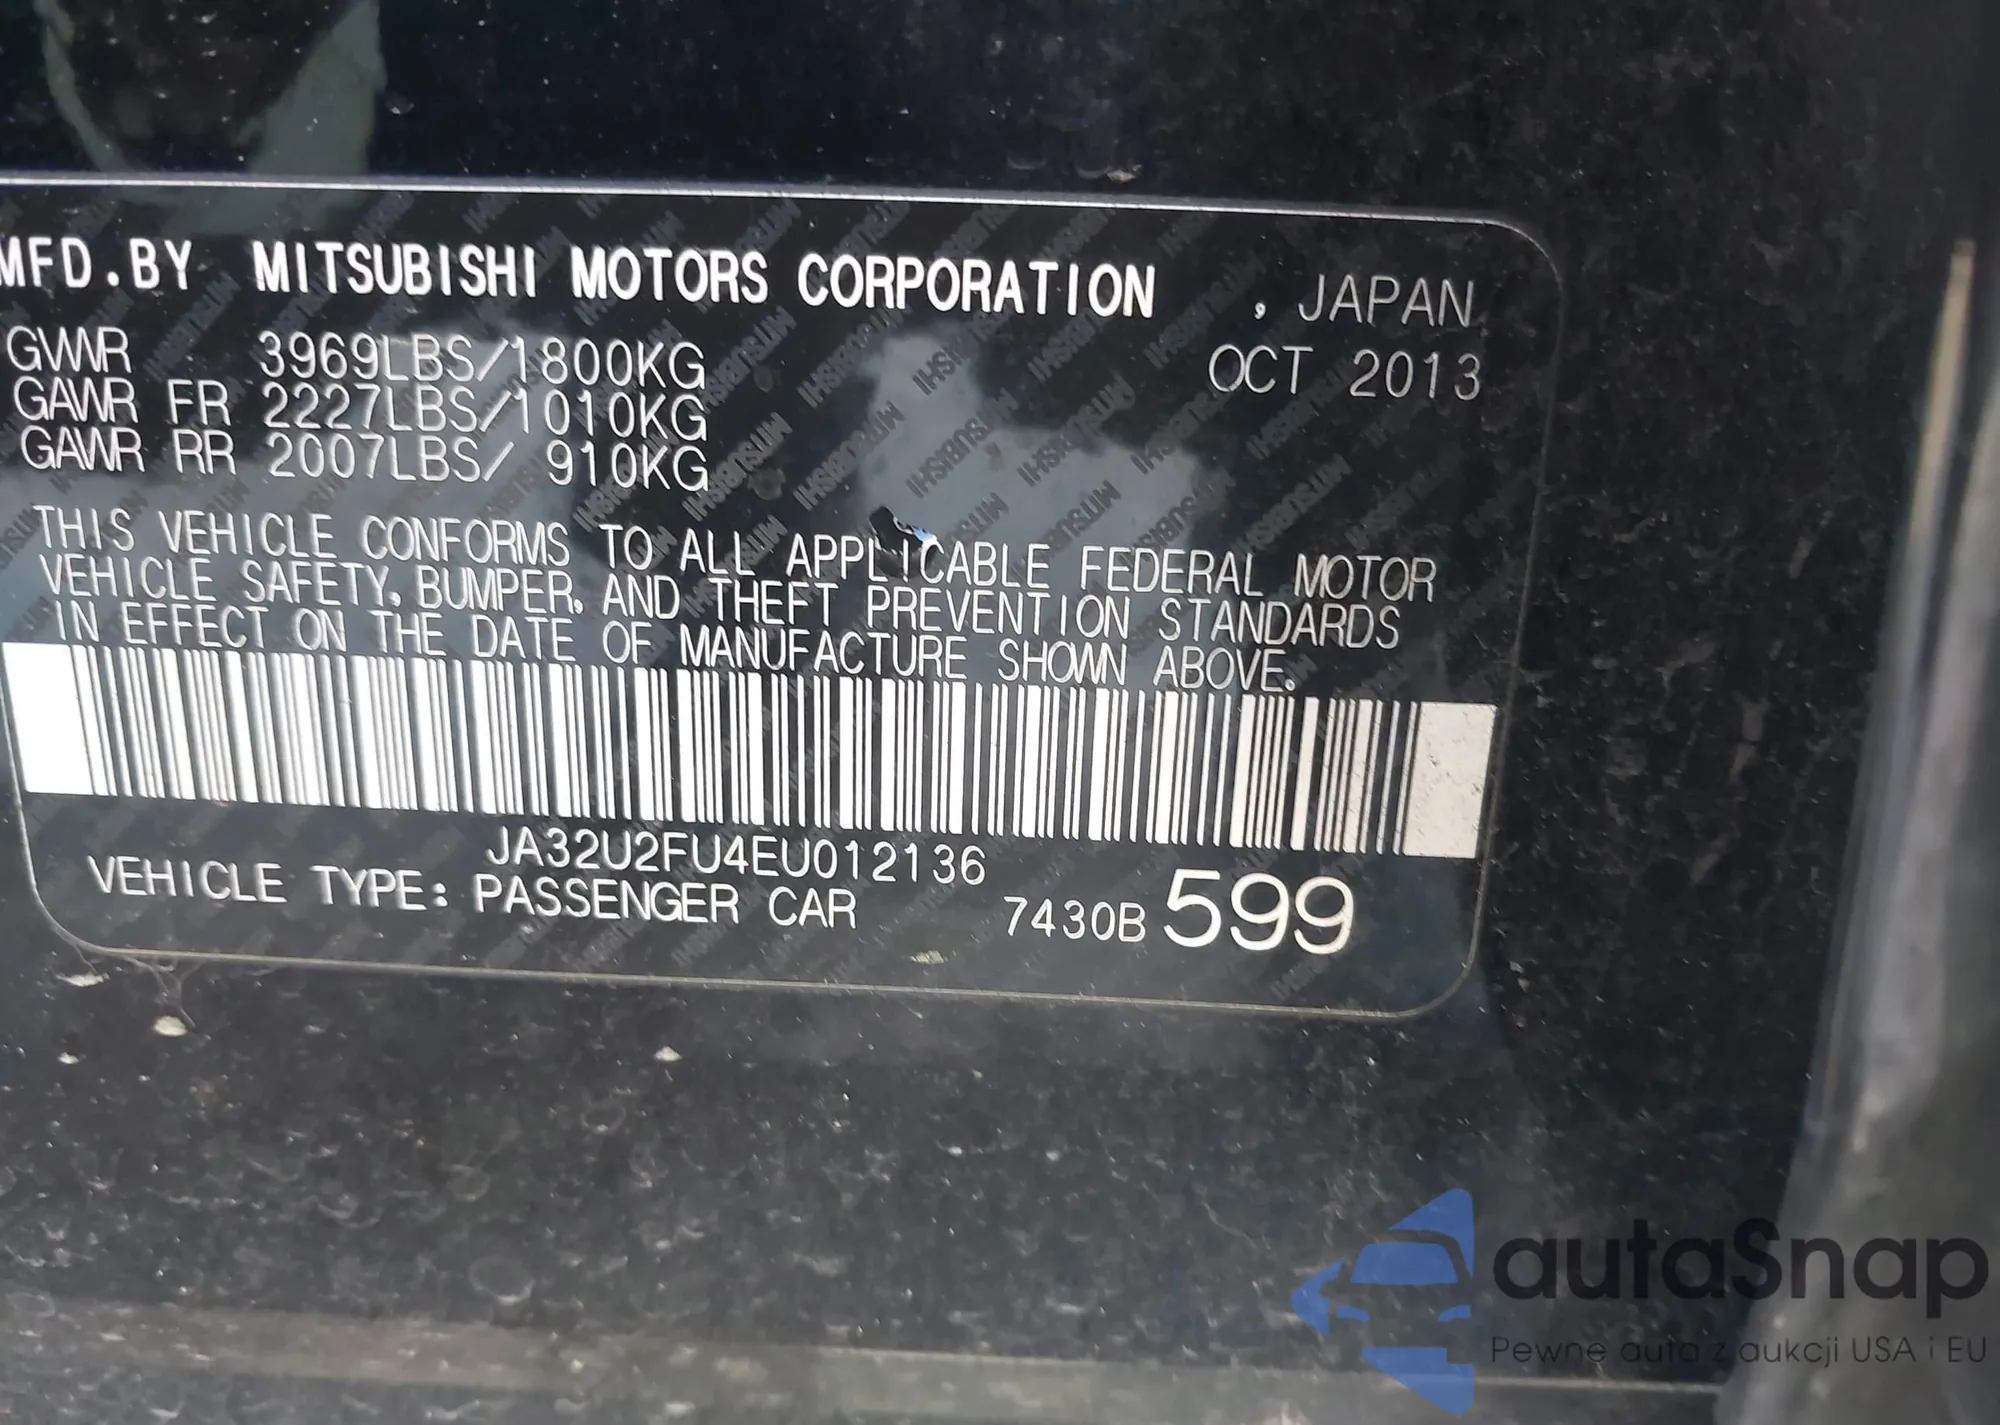 MFD.BY MITSUBISHI MOTORS CORPORATION , JAPAN
GVWR 3969LBS/1800KG OCT 2013
GAWR FR 2227LBS/1010KG
GAWR RR 2007LBS/ 910KG
THIS VEHICLE CONFORMS TO ALL APPLICABLE FEDERAL MOTOR
VEHICLE SAFETY, BUMPER, AND THEFT PREVENTION STANDARDS
IN EFFECT ON THE DATE OF MANUFACTURE SHOWN ABOVE.
JA32U2FU4EU012136
VEHICLE TYPE: PASSENGER CAR 7430B 599
autaSnap
Pewne auta z aukcji USA i EU